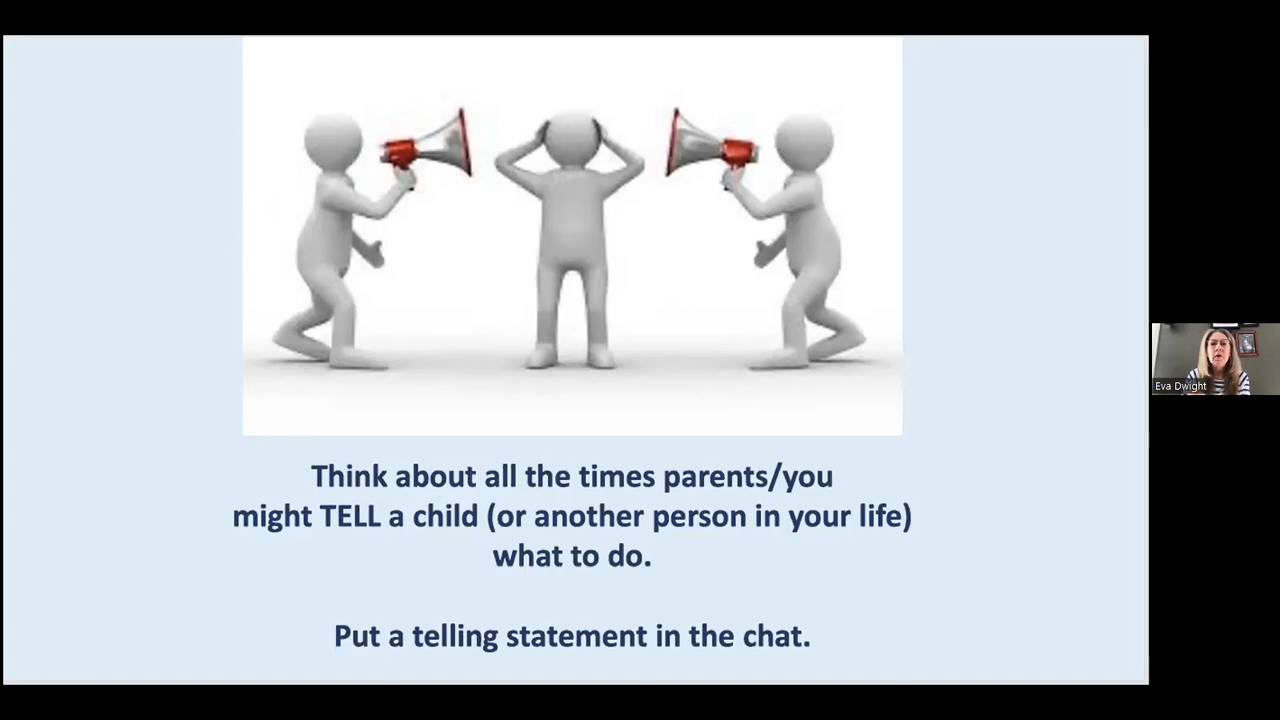 Think about all the times parents/you
might TELL a child (or another person in your life)
what to do.
Put a telling statement in the chat.
Eva Dwight